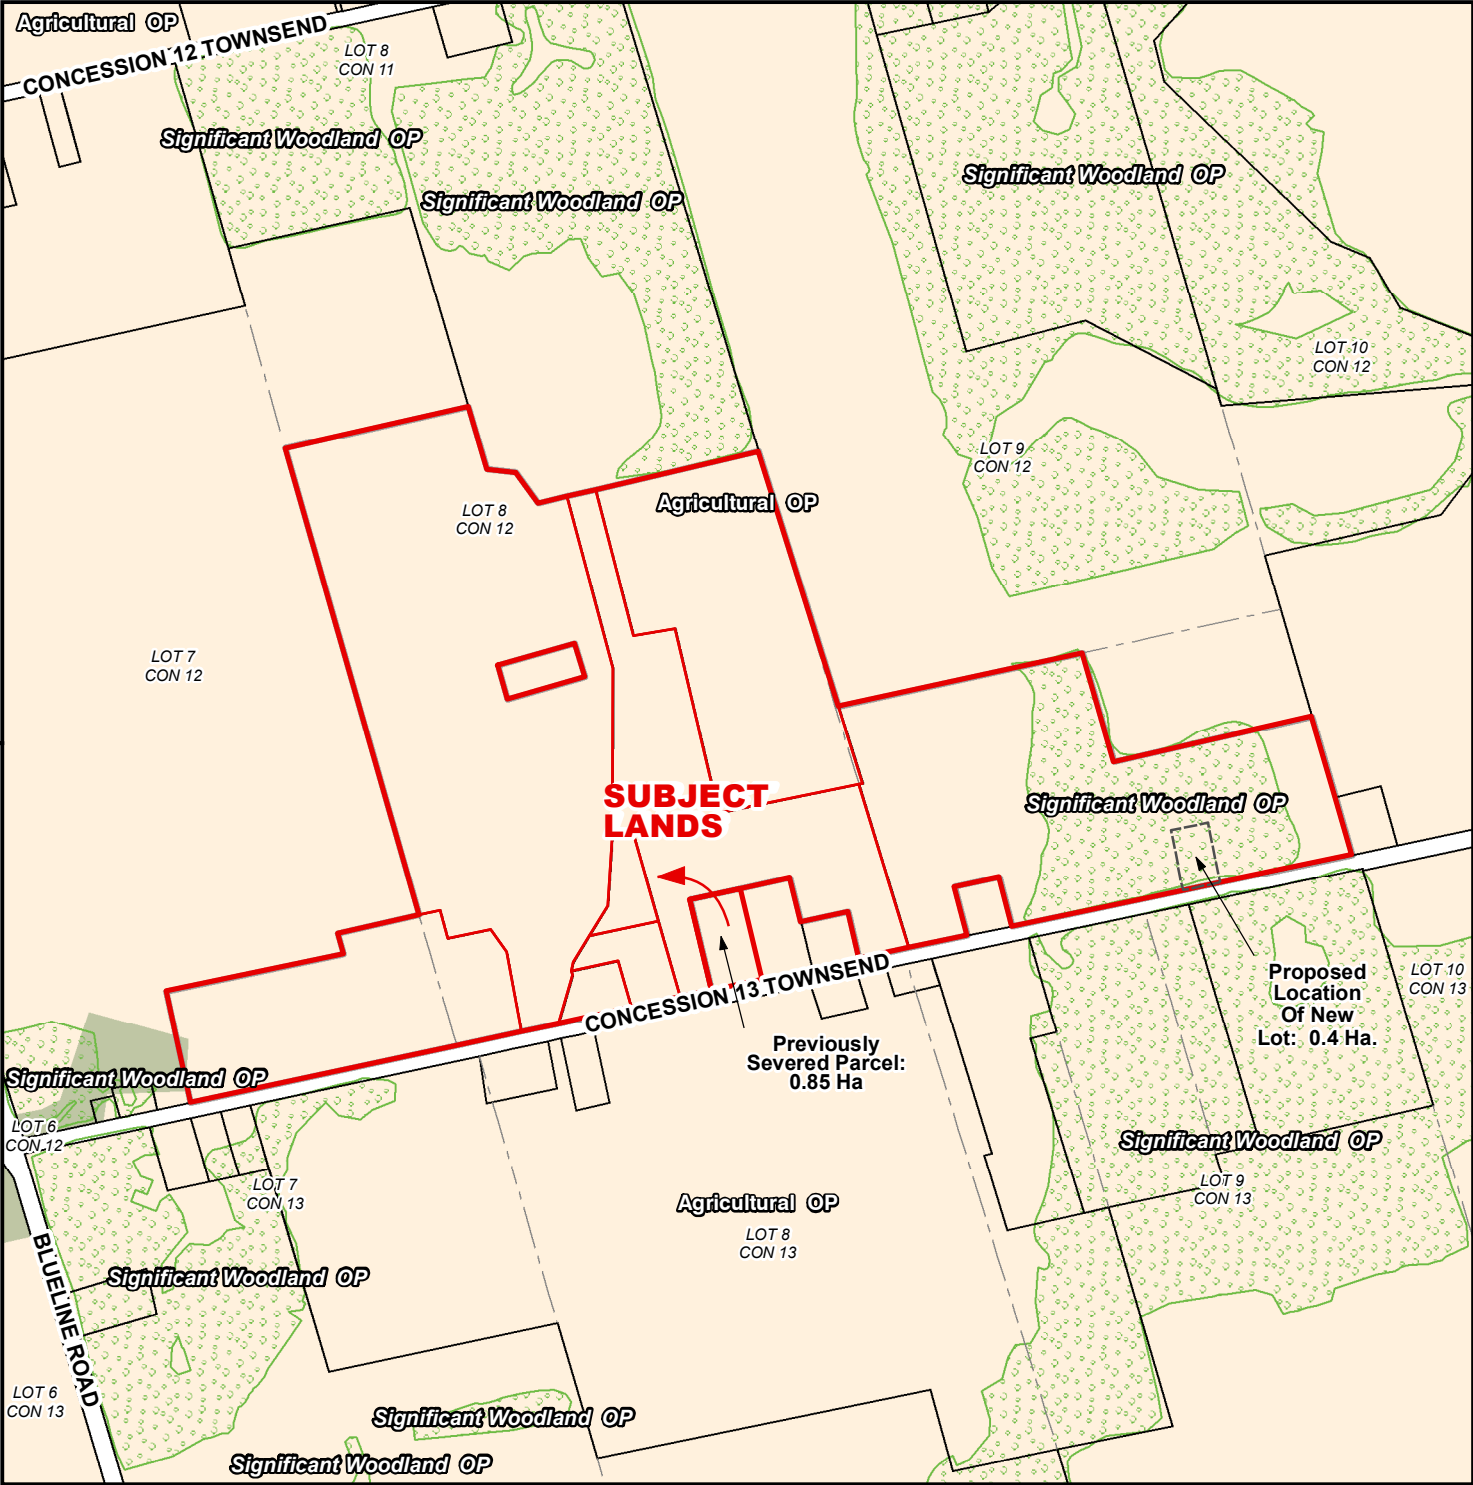 Agricultural OP
CONCESSION 12 TOWNSEND
LOT 8
CON 11
Significant Woodland OP
Significant Woodland OP
Significant Woodland OP
LOT 10
CON 12
LOT 9
CON 12
Agricultural OP
LOT 8
CON 12
LOT 7
CON 12
SUBJECT
LANDS
Significant Woodland OP
CONCESSION 13 TOWNSEND
Proposed
Location
Of New
Lot: 0.4 Ha.
LOT 10
CON 13
Previously
Severed Parcel:
0.85 Ha
Significant Woodland OP
LOT 6
CON 12
Significant Woodland OP
LOT 7
CON 13
LOT 9
CON 13
Agricultural OP
LOT 8
CON 13
BLUELINE ROAD
Significant Woodland OP
LOT 6
CON 13
Significant Woodland OP
Significant Woodland OP